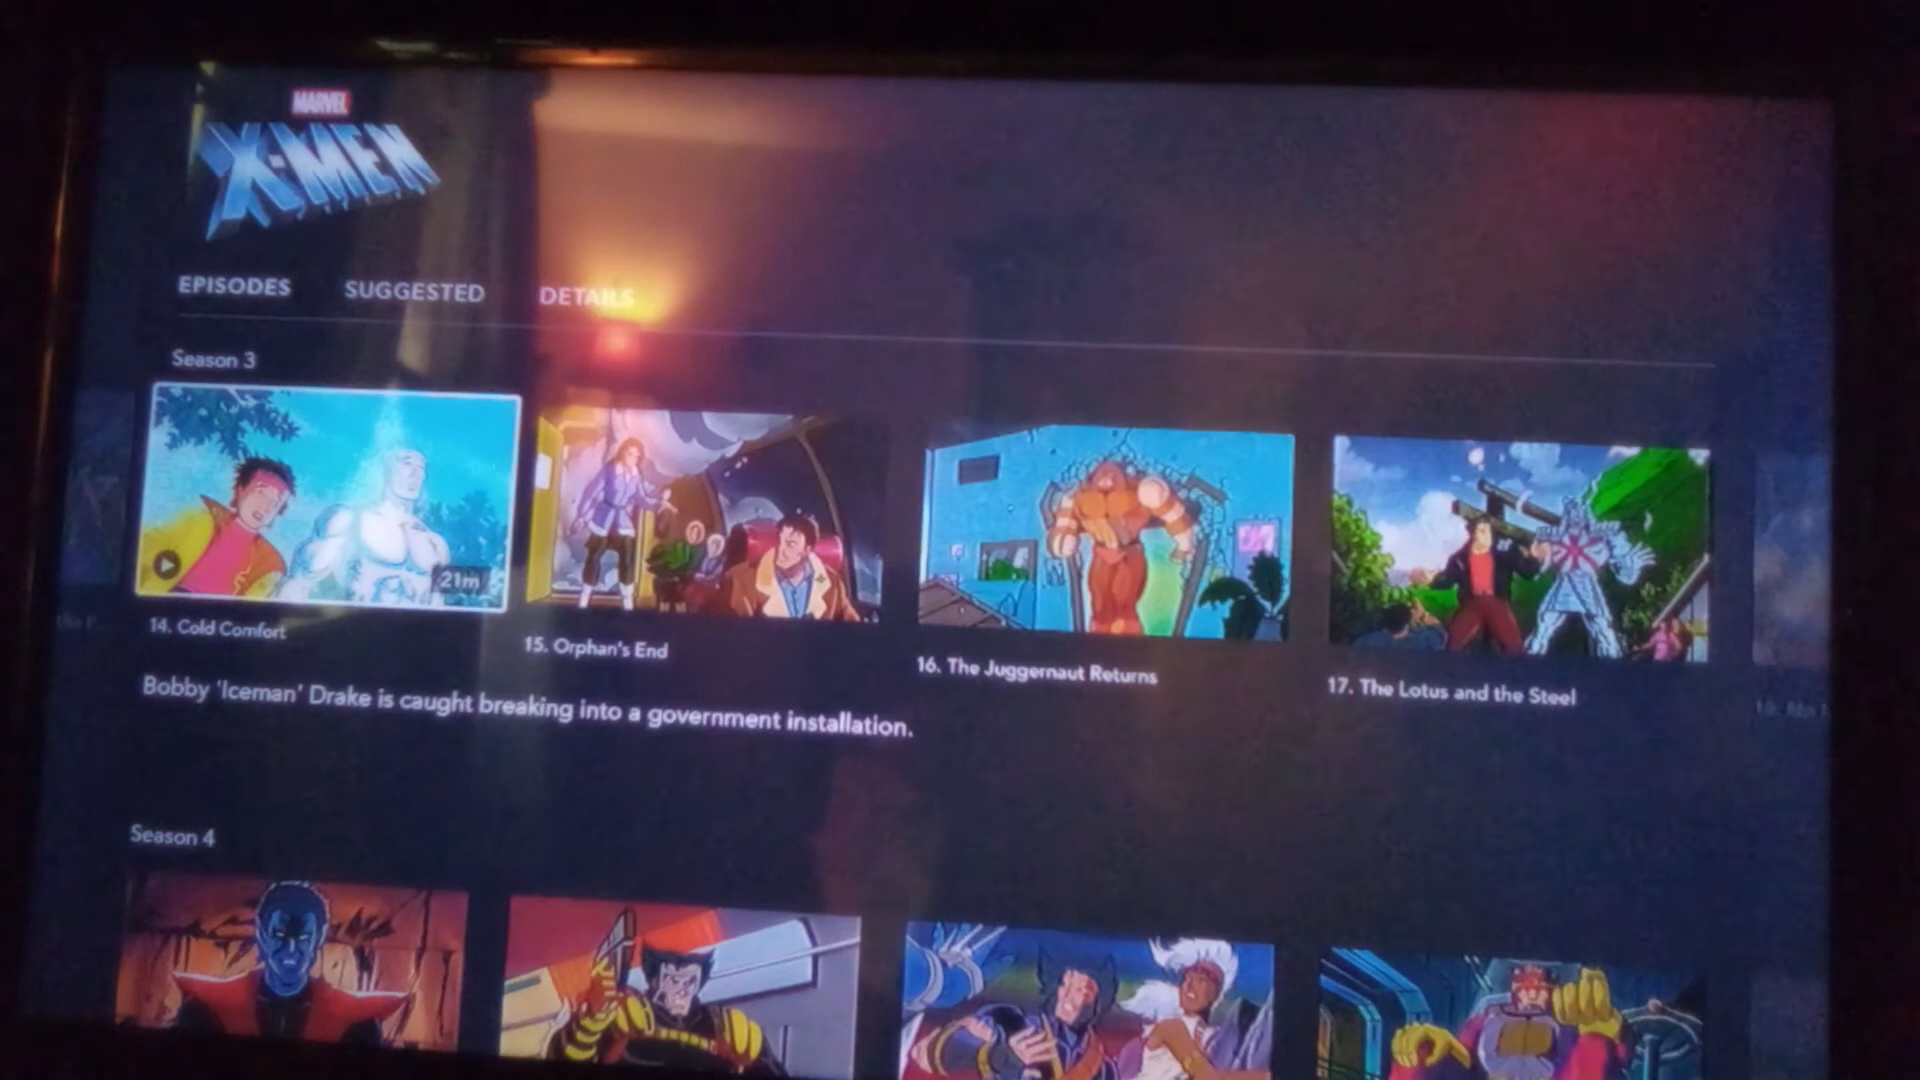 MARVEL
X-MEN
EPISODES SUGGESTED DETAILS
Season 3
21m
14. Cold Comfort
15. Orphan's End
16. The Juggernaut Returns
17. The Lotus and the Steel
Bobby 'Iceman' Drake is caught breaking into a government installation.
Season 4